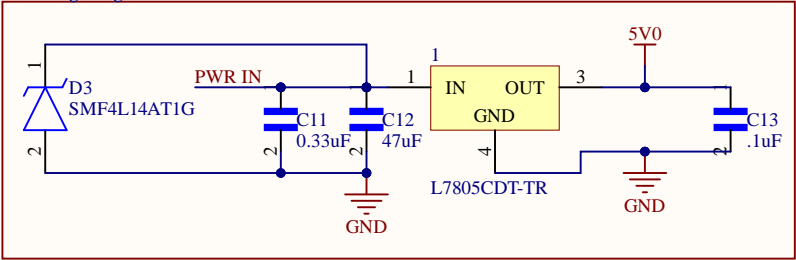 5V0
1
1
PWR IN
1
IN
OUT
3
D3
SMF4L14AT1G
GND
C11
0.33uF
C12
47uF
C13
.1uF
2
2
2
4
2
L7805CDT-TR
GND
GND